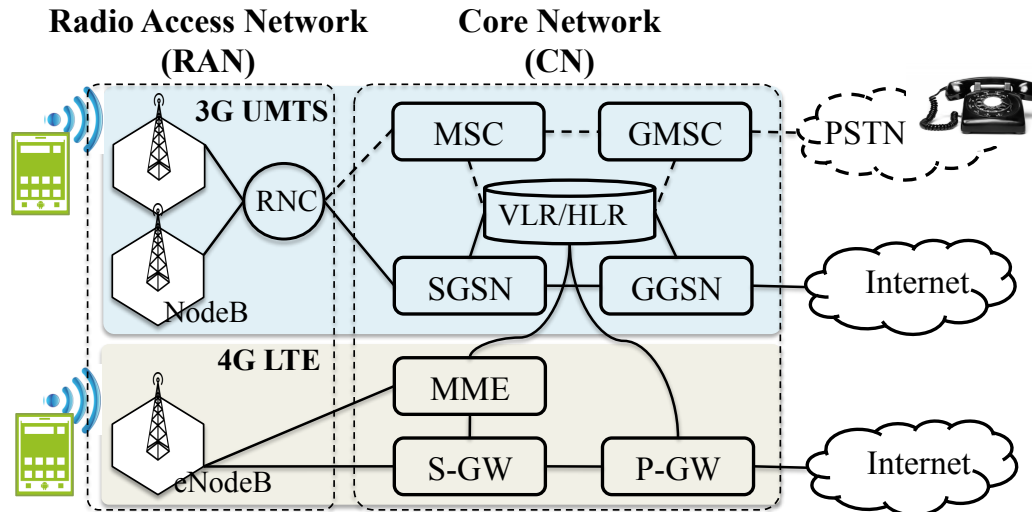 Radio Access Network
(RAN)
Core Network
(CN)
3G UMTS
MSC
GMSC
PSTN
RNC
VLR/HLR
SGSN
GGSN
Internet
NodeB
4G LTE
MME
eNodeB
S-GW
P-GW
Internet